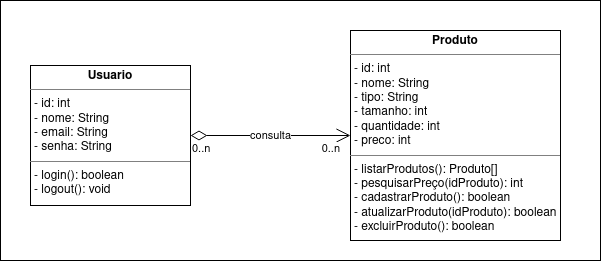 Usuario
- id: int
- nome: String
- email: String
- senha: String
- login(): boolean
- logout(): void
consulta
0..n
0..n
Produto
- id: int
- nome: String
- tipo: String
- tamanho: int
- quantidade: int
- preco: int
- listarProdutos(): Produto[]
- pesquisarPreço(idProduto): int
- cadastrarProduto(): boolean
- atualizarProduto(idProduto): boolean
- excluirProduto(): boolean